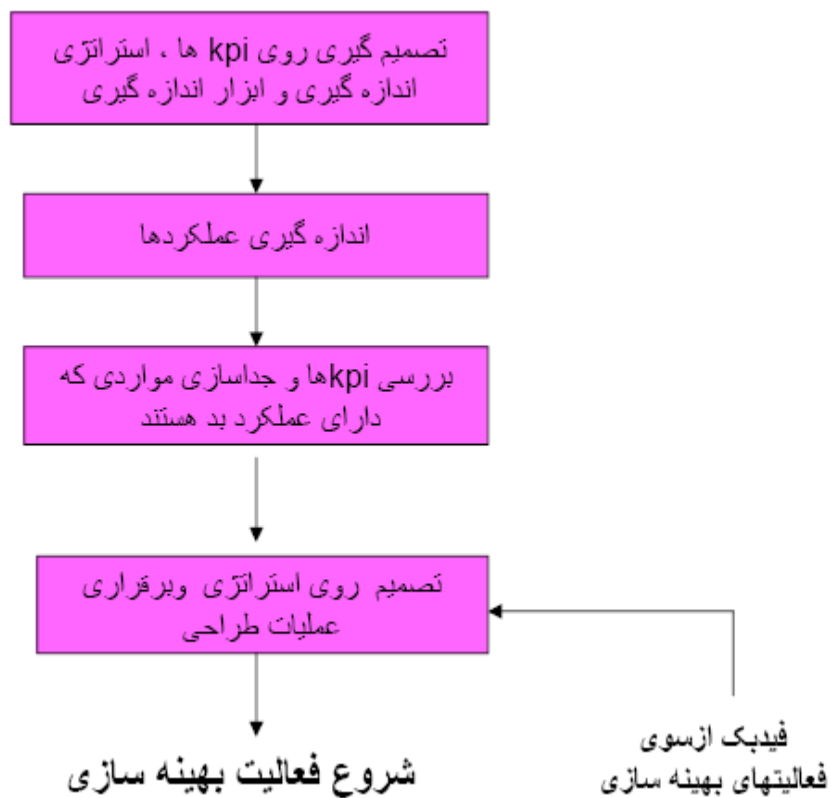 تصمیم گیری روی kpi ها ، استراتژی
اندازه گیری و ابزار اندازه گیری
اندازه گیری عملکردها
بررسی kpiها و جداسازی مواردی که
دارای عملکرد بد هستند
تصمیم روی استراتژی وبرقراری
عملیات طراحی
شروع فعالیت بهینه سازی
فیدبک ازسوی
فعالیتهای بهینه سازی